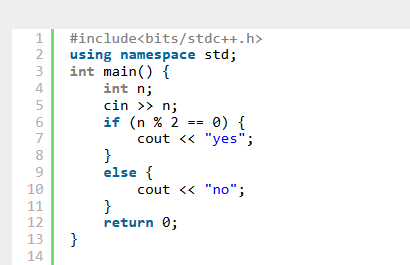 1 #include<bits/stdc++.h>
2 using namespace std;
3 int main() {
4     int n;
5     cin >> n;
6     if (n % 2 == 0) {
7         cout << "yes";
8     }
9     else {
10         cout << "no";
11     }
12     return 0;
13 }
14